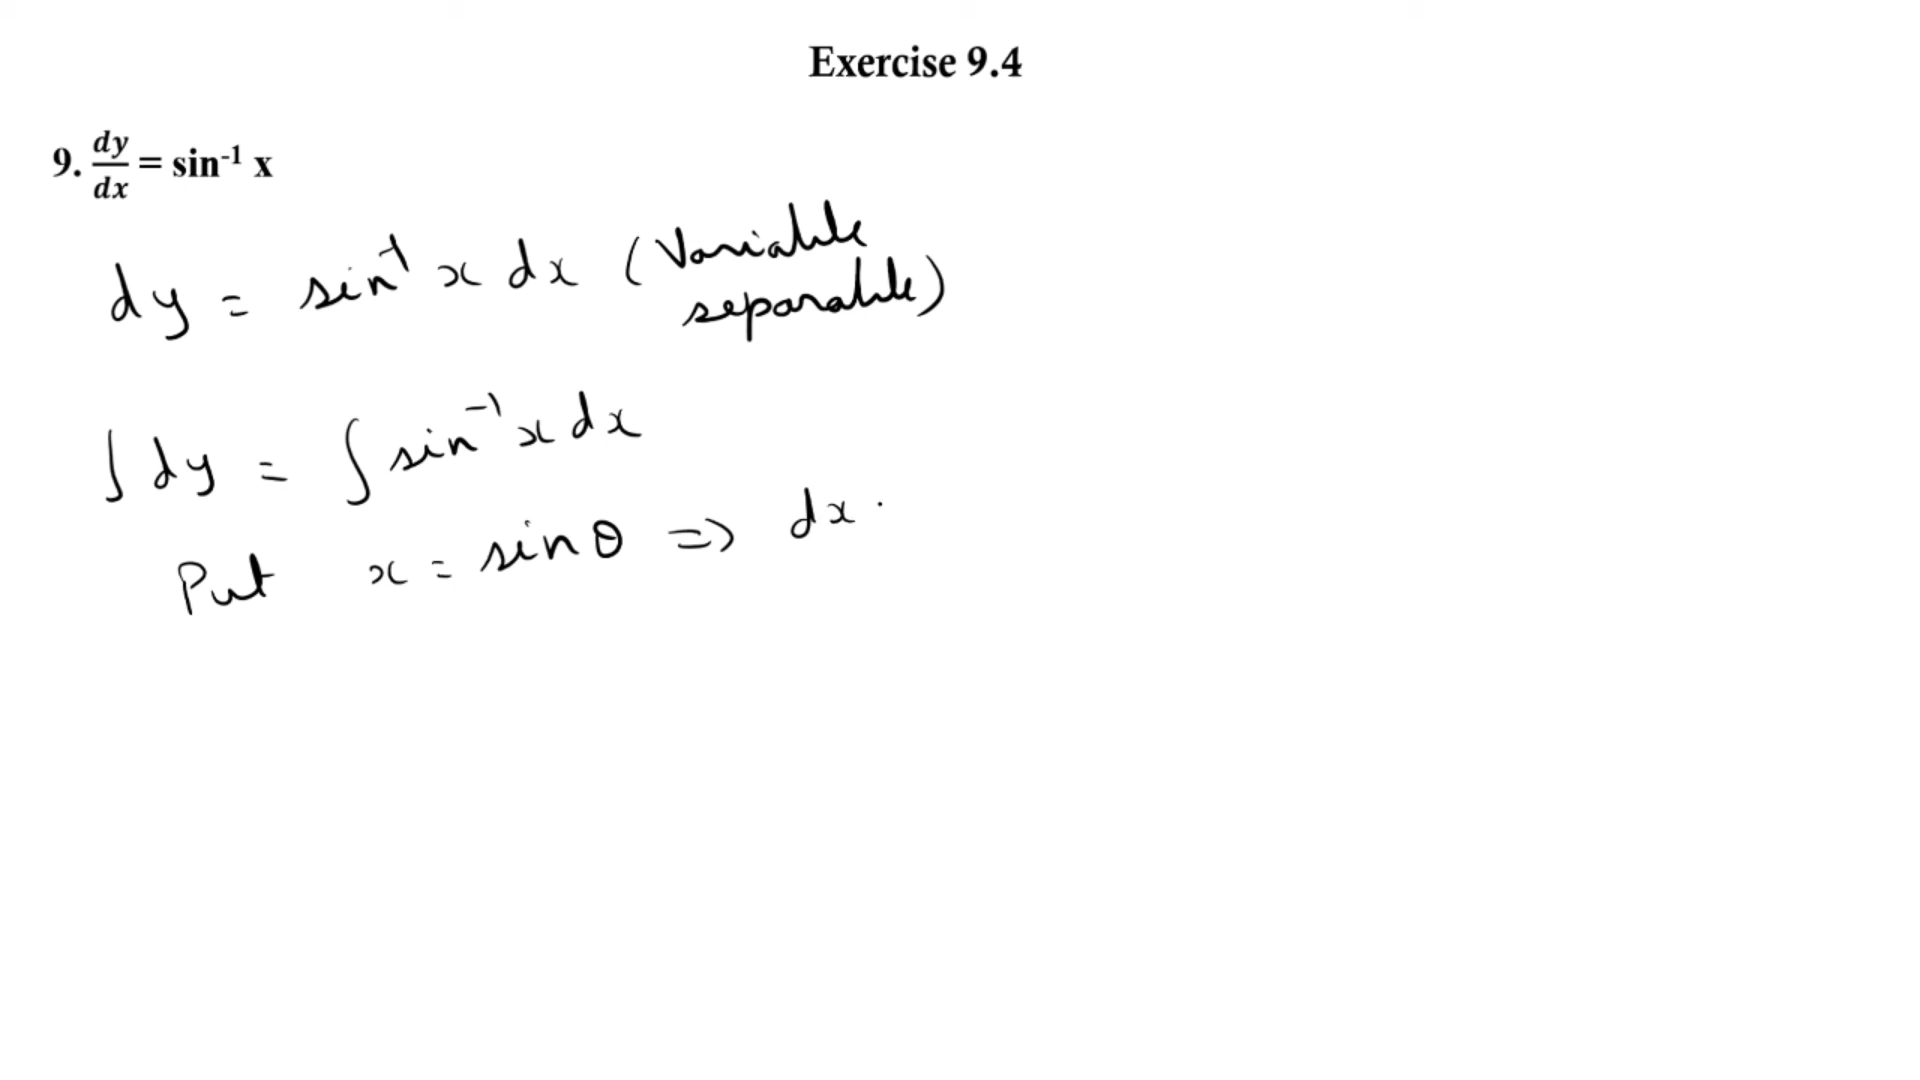 Exercise 9.4
9. dy/dx = sin⁻¹ x
dy = sin⁻¹ x dx (Variable
separable)
∫ dy = ∫ sin⁻¹ x dx
Put x = sin θ ⇒ dx ·